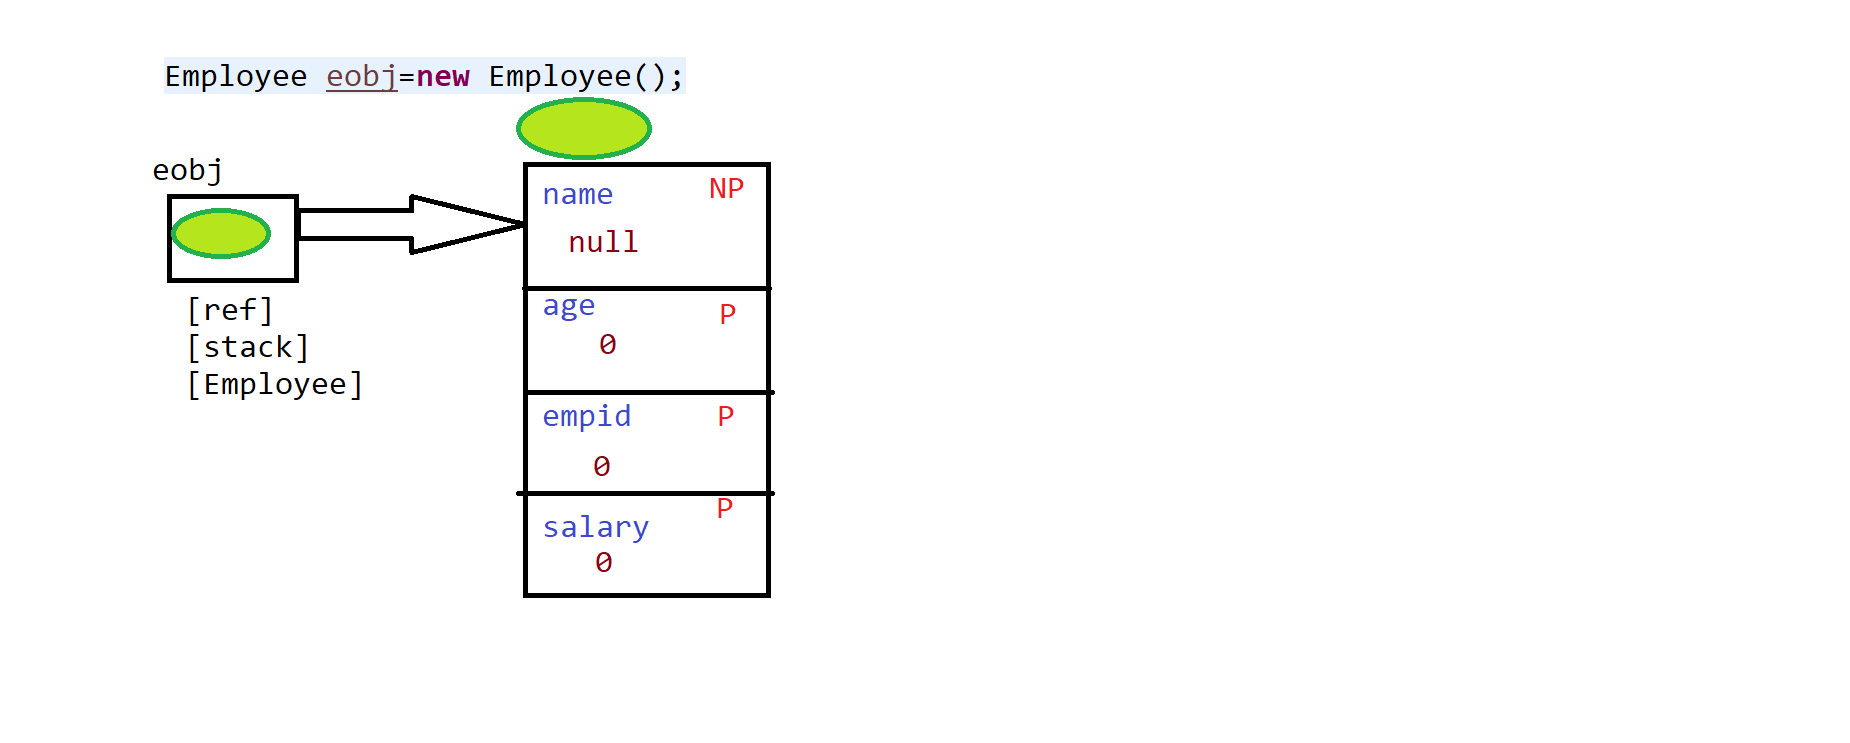 Employee eobj=new Employee();
eobj
[ref]
[stack]
[Employee]
name NP
null
age P
0
empid P
0
salary P
0